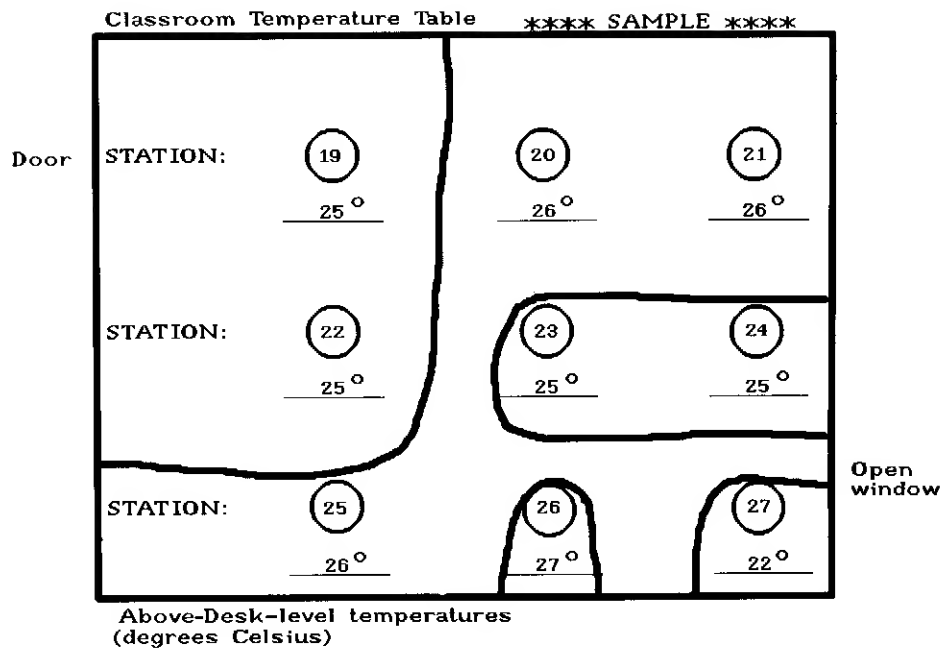 Classroom Temperature Table **** SAMPLE ****
Door STATION: 19 20 21
25° 26° 26°
STATION: 22 23 24
25° 25° 25°
Open
window
STATION: 25 26 27
26° 27° 22°
Above-Desk-level temperatures
(degrees Celsius)